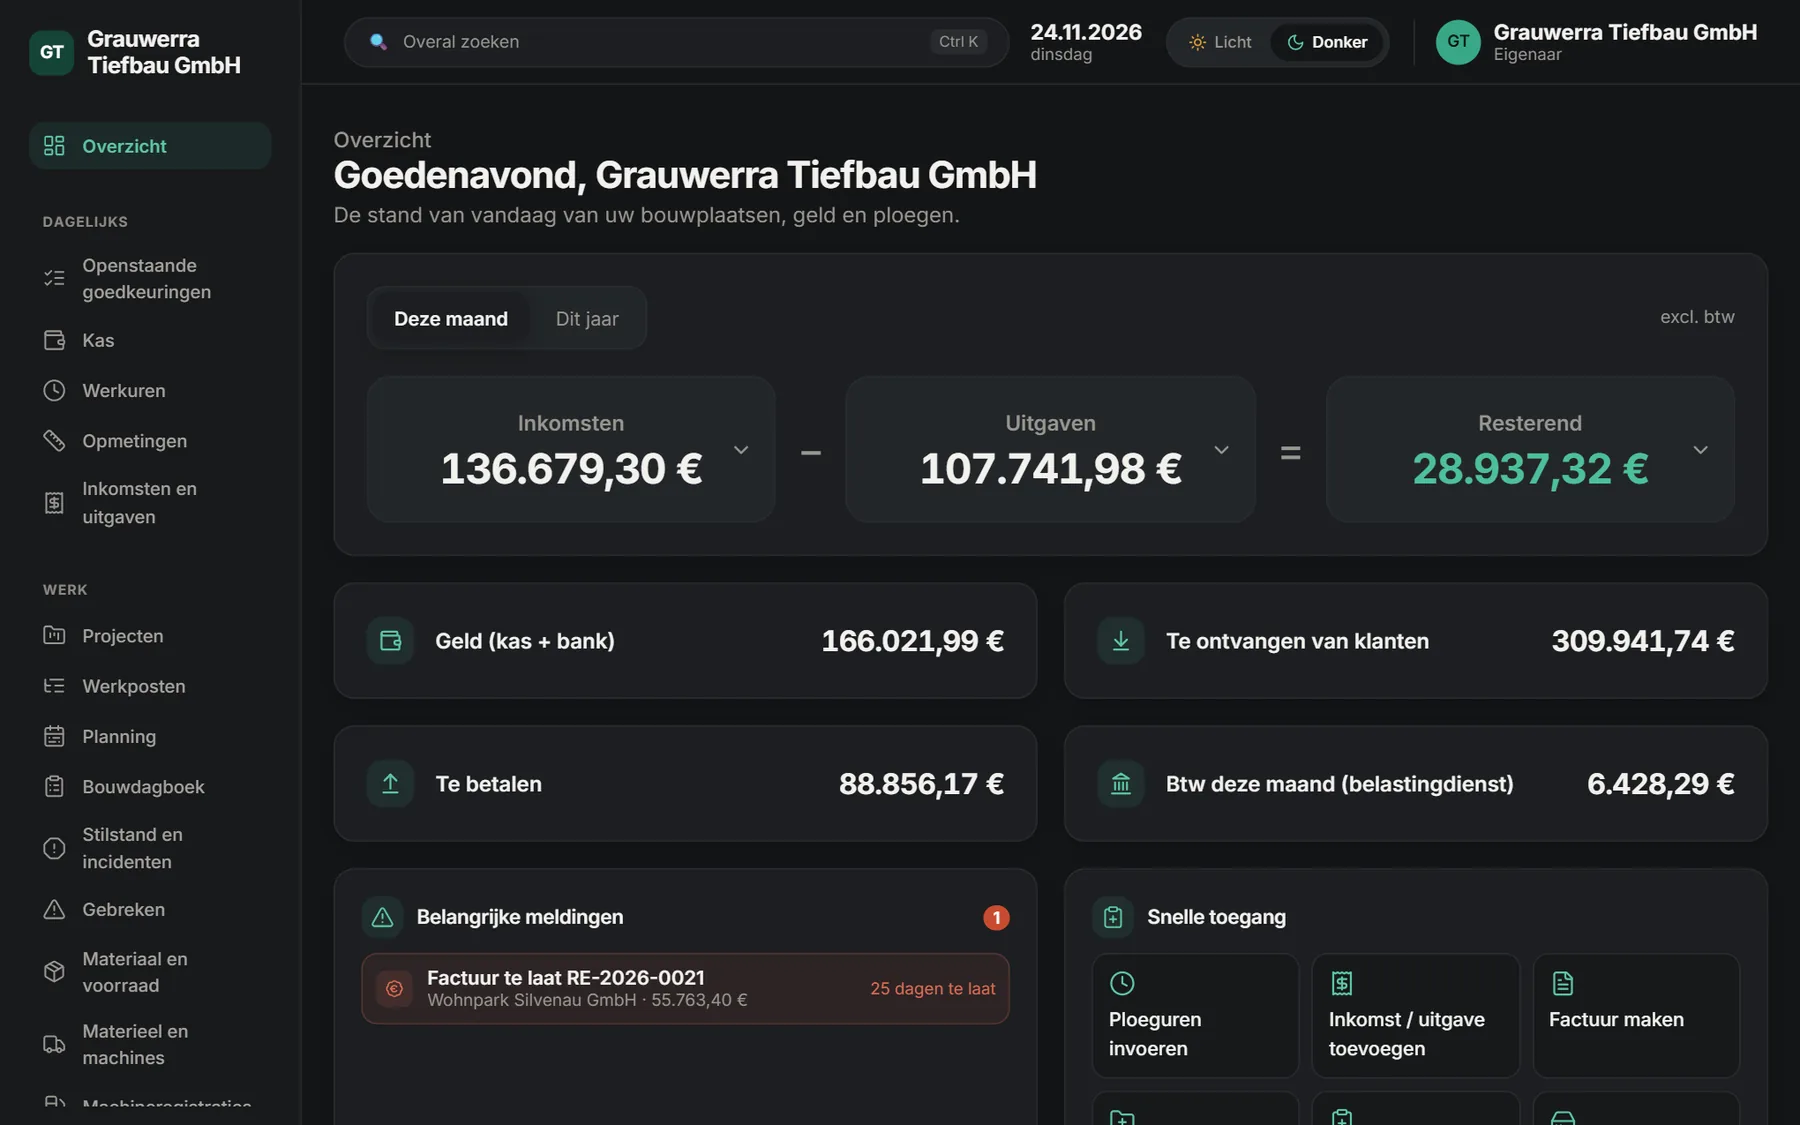 GT
Grauwerra
Tiefbau GmbH
Overal zoeken
Ctrl K
24.11.2026
dinsdag
Licht
Donker
GT
Grauwerra Tiefbau GmbH
Eigenaar
Overzicht
DAGELIJKS
Openstaande
goedkeuringen
Kas
Werkuren
Opmetingen
Inkomsten en
uitgaven
WERK
Projecten
Werkposten
Planning
Bouwdagboek
Stilstand en
incidenten
Gebreken
Materiaal en
voorraad
Materieel en
machines
Machineregistraties
Overzicht
Goedenavond, Grauwerra Tiefbau GmbH
De stand van vandaag van uw bouwplaatsen, geld en ploegen.
Deze maand
Dit jaar
excl. btw
Inkomsten
136.679,30 €
–
Uitgaven
107.741,98 €
=
Resterend
28.937,32 €
Geld (kas + bank)
166.021,99 €
Te ontvangen van klanten
309.941,74 €
Te betalen
88.856,17 €
Btw deze maand (belastingdienst)
6.428,29 €
Belangrijke meldingen
1
Factuur te laat RE-2026-0021
Wohnpark Silvenau GmbH · 55.763,40 €
25 dagen te laat
Snelle toegang
Ploeguren
invoeren
Inkomst / uitgave
toevoegen
Factuur maken